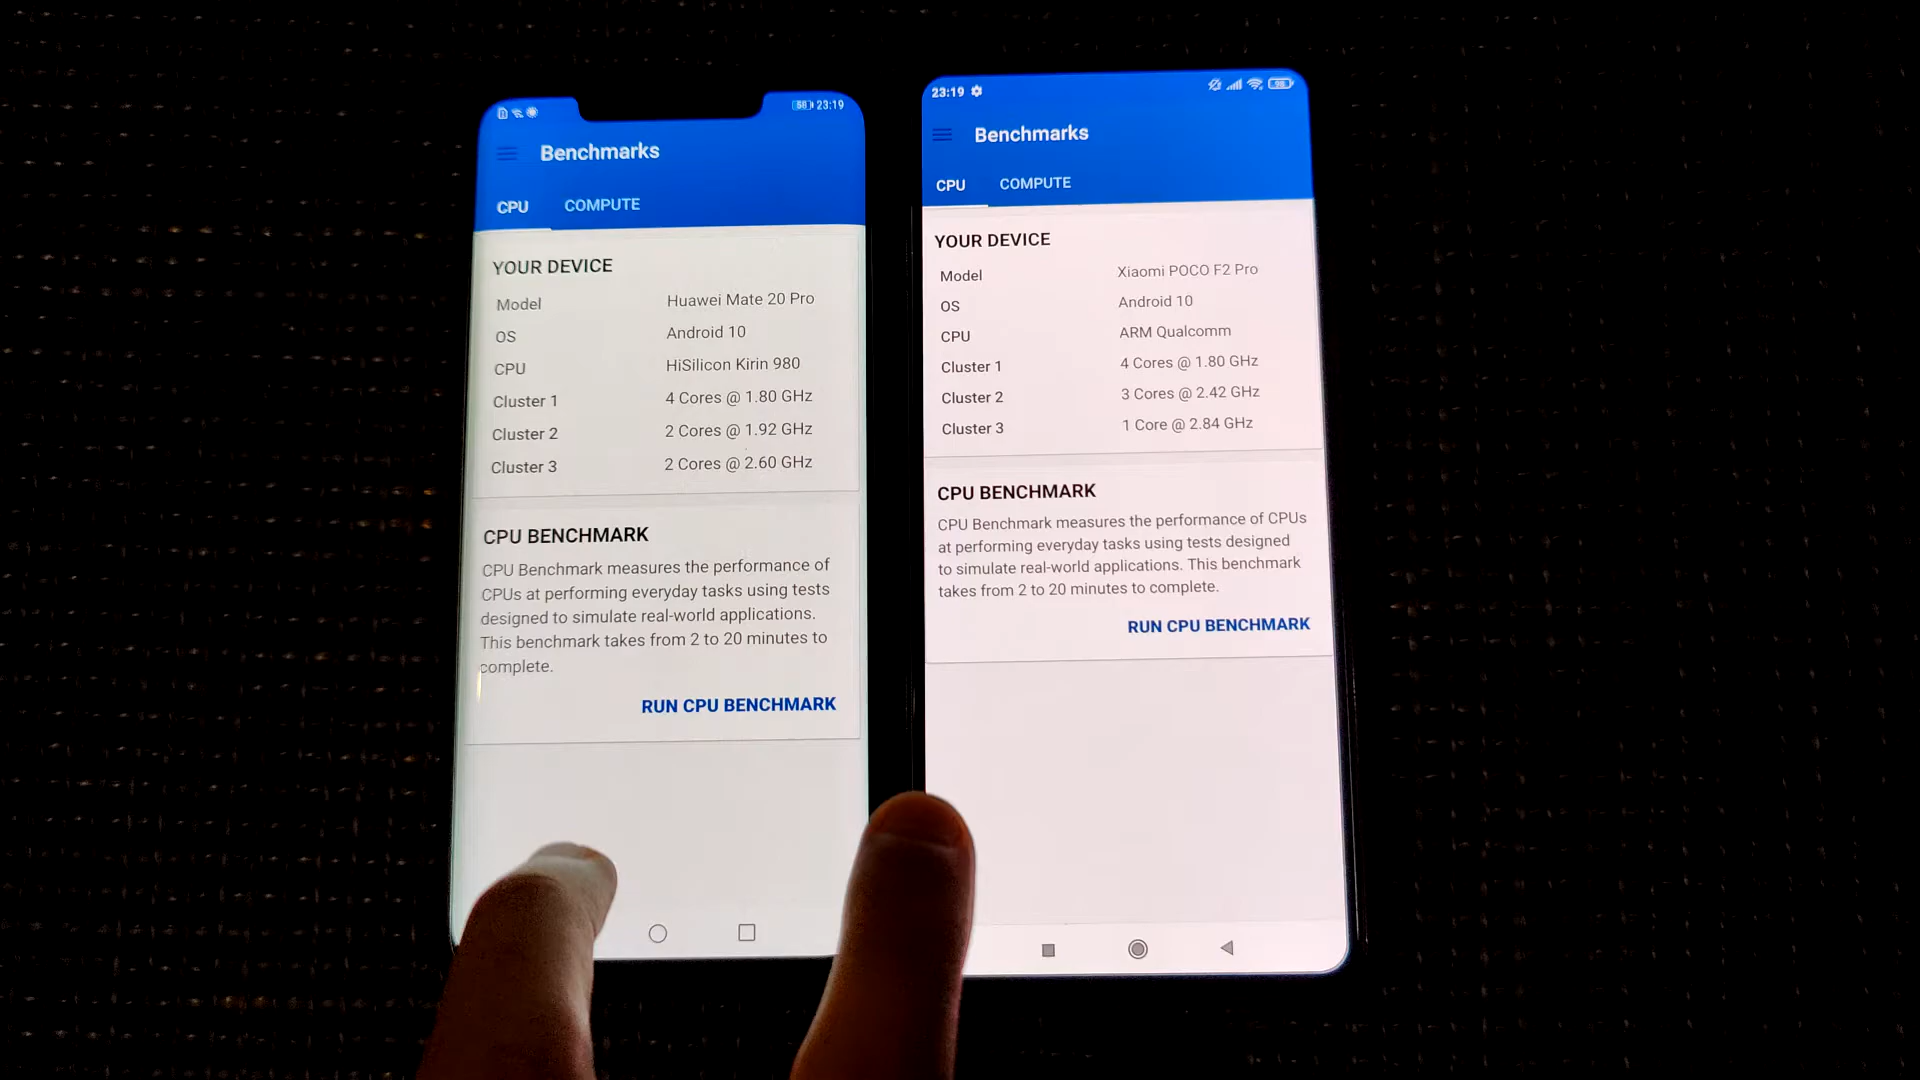 23:19
Benchmarks
CPU COMPUTE
YOUR DEVICE
Model Huawei Mate 20 Pro
OS Android 10
CPU HiSilicon Kirin 980
Cluster 1 4 Cores @ 1.80 GHz
Cluster 2 2 Cores @ 1.92 GHz
Cluster 3 2 Cores @ 2.60 GHz
CPU BENCHMARK
CPU Benchmark measures the performance of
CPUs at performing everyday tasks using tests
designed to simulate real-world applications.
This benchmark takes from 2 to 20 minutes to
complete.
RUN CPU BENCHMARK
23:19
Benchmarks
CPU COMPUTE
YOUR DEVICE
Model Xiaomi POCO F2 Pro
OS Android 10
CPU ARM Qualcomm
Cluster 1 4 Cores @ 1.80 GHz
Cluster 2 3 Cores @ 2.42 GHz
Cluster 3 1 Core @ 2.84 GHz
CPU BENCHMARK
CPU Benchmark measures the performance of CPUs
at performing everyday tasks using tests designed
to simulate real-world applications. This benchmark
takes from 2 to 20 minutes to complete.
RUN CPU BENCHMARK